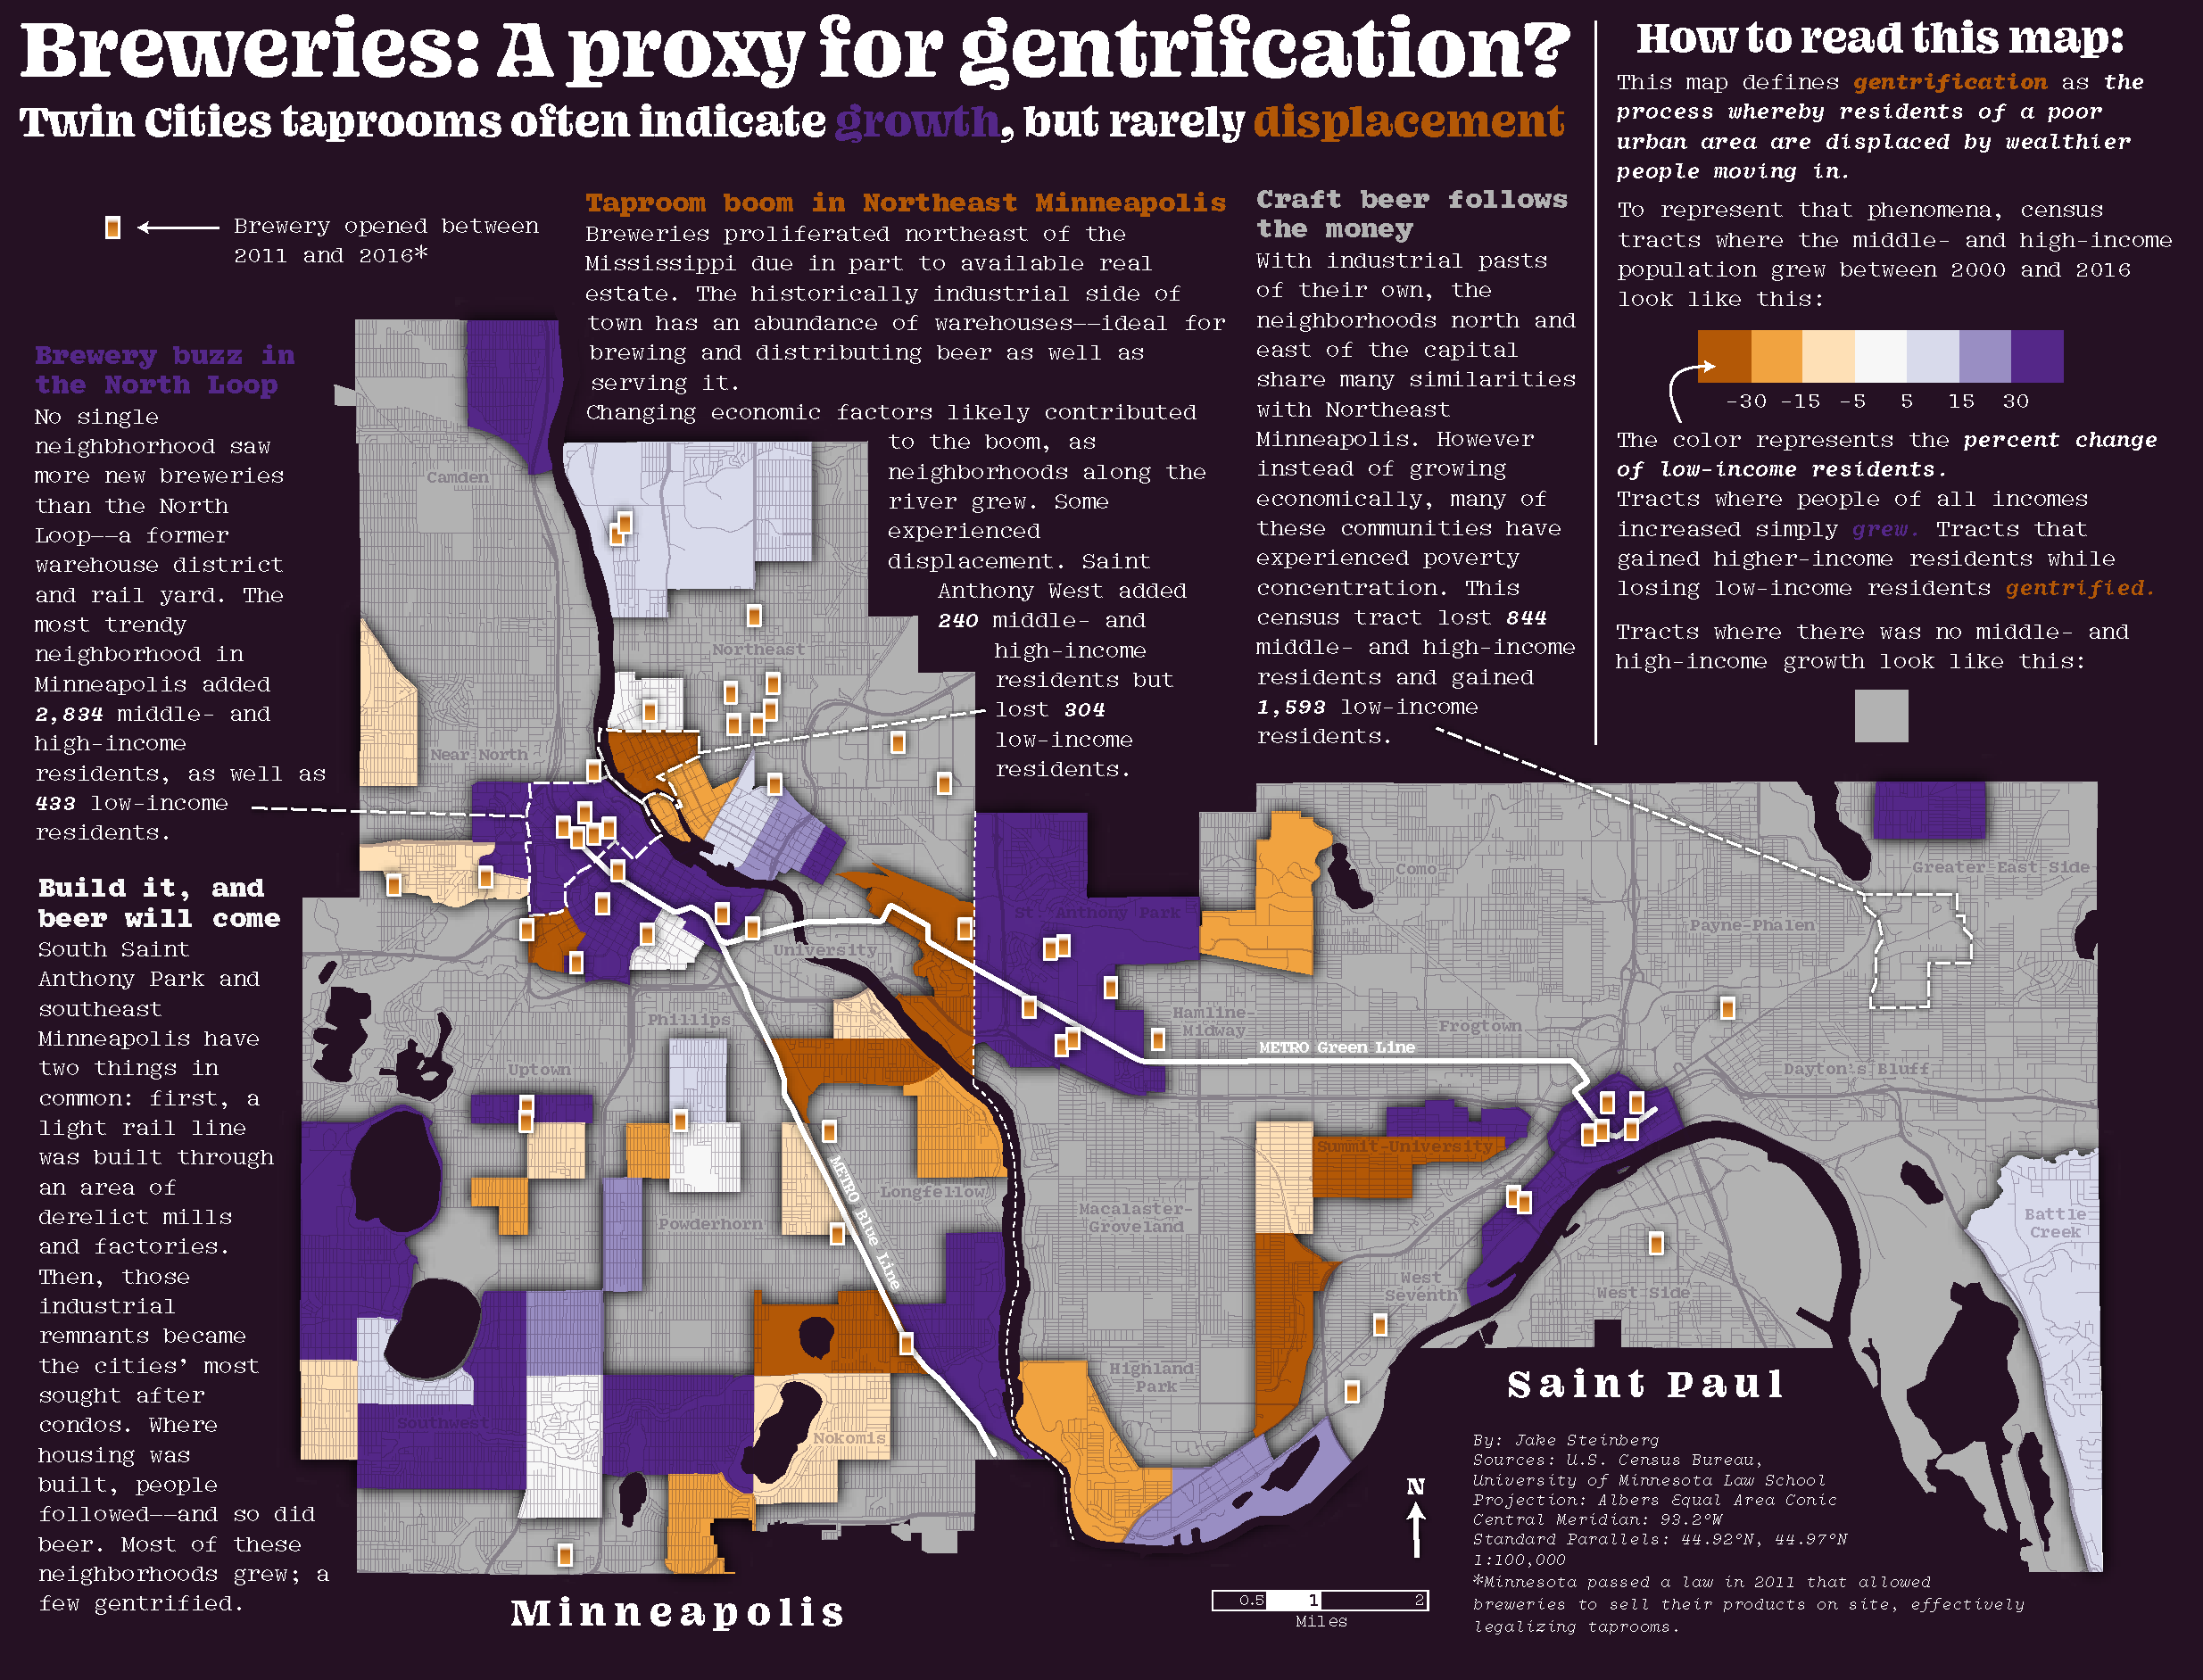 Breweries: A proxy for gentrifcation?
Twin Cities taprooms often indicate growth, but rarely displacement
Brewery opened between
2011 and 2016*
Brewery buzz in
the North Loop
No single
neighbhorhood saw
more new breweries
than the North
Loop——a former
warehouse district
and rail yard. The
most trendy
neighborhood in
Minneapolis added
2,834 middle- and
high-income
residents, as well as
433 low-income
residents.
Build it, and
beer will come
South Saint
Anthony Park and
southeast
Minneapolis have
two things in
common: first, a
light rail line
was built through
an area of
derelict mills
and factories.
Then, those
industrial
remnants became
the cities’ most
sought after
condos. Where
housing was
built, people
followed——and so did
beer. Most of these
neighborhoods grew; a
few gentrified.
Taproom boom in Northeast Minneapolis
Breweries proliferated northeast of the
Mississippi due in part to available real
estate. The historically industrial side of
town has an abundance of warehouses——ideal for
brewing and distributing beer as well as
serving it.
Changing economic factors likely contributed
to the boom, as
neighborhoods along the
river grew. Some
experienced
displacement. Saint
Anthony West added
240 middle- and
high-income
residents but
lost 304
low-income
residents.
Craft beer follows
the money
With industrial pasts
of their own, the
neighborhoods north and
east of the capital
share many similarities
with Northeast
Minneapolis. However
instead of growing
economically, many of
these communities have
experienced poverty
concentration. This
census tract lost 844
middle- and high-income
residents and gained
1,593 low-income
residents.
How to read this map:
This map defines gentrification as the
process whereby residents of a poor
urban area are displaced by wealthier
people moving in.
To represent that phenomena, census
tracts where the middle- and high-income
population grew between 2000 and 2016
look like this:
-30 -15 -5 5 15 30
The color represents the percent change
of low-income residents.
Tracts where people of all incomes
increased simply grew. Tracts that
gained higher-income residents while
losing low-income residents gentrified.
Tracts where there was no middle- and
high-income growth look like this:
Camden
Northeast
Near North
University
Phillips
Uptown
Powderhorn
Longfellow
Southwest
Nokomis
METRO Blue Line
METRO Green Line
St. Anthony Park
Como
Hamline-
Midway
Frogtown
Payne-Phalen
Greater East Side
Dayton's Bluff
Summit-University
Macalaster-
Groveland
Highland
Park
West
Seventh
West Side
Battle
Creek
Minneapolis
Saint Paul
N
0.5 1 2
Miles
By: Jake Steinberg
Sources: U.S. Census Bureau,
University of Minnesota Law School
Projection: Albers Equal Area Conic
Central Meridian: 93.2°W
Standard Parallels: 44.92°N, 44.97°N
1:100,000
*Minnesota passed a law in 2011 that allowed
breweries to sell their products on site, effectively
legalizing taprooms.